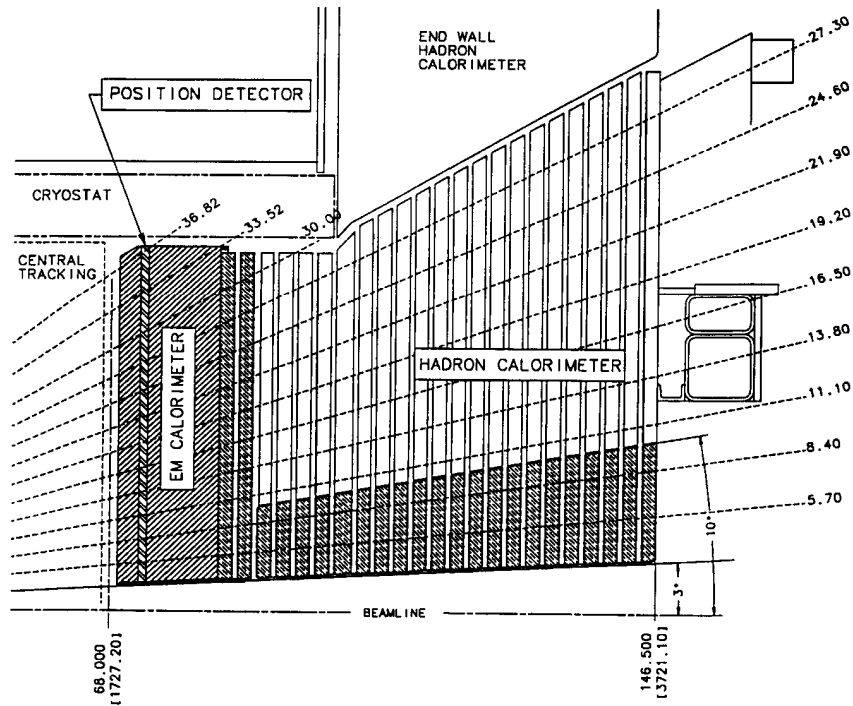 END WALL
HADRON
CALORIMETER
27.30
24.60
POSITION DETECTOR
21.90
CRYOSTAT
36.82
33.52
30.00
19.20
CENTRAL
TRACKING
16.50
13.80
EM CALORIMETER
HADRON CALORIMETER
11.10
8.40
5.70
10°
3°
BEAMLINE
68.000
[1727.20]
146.500
[3721.10]